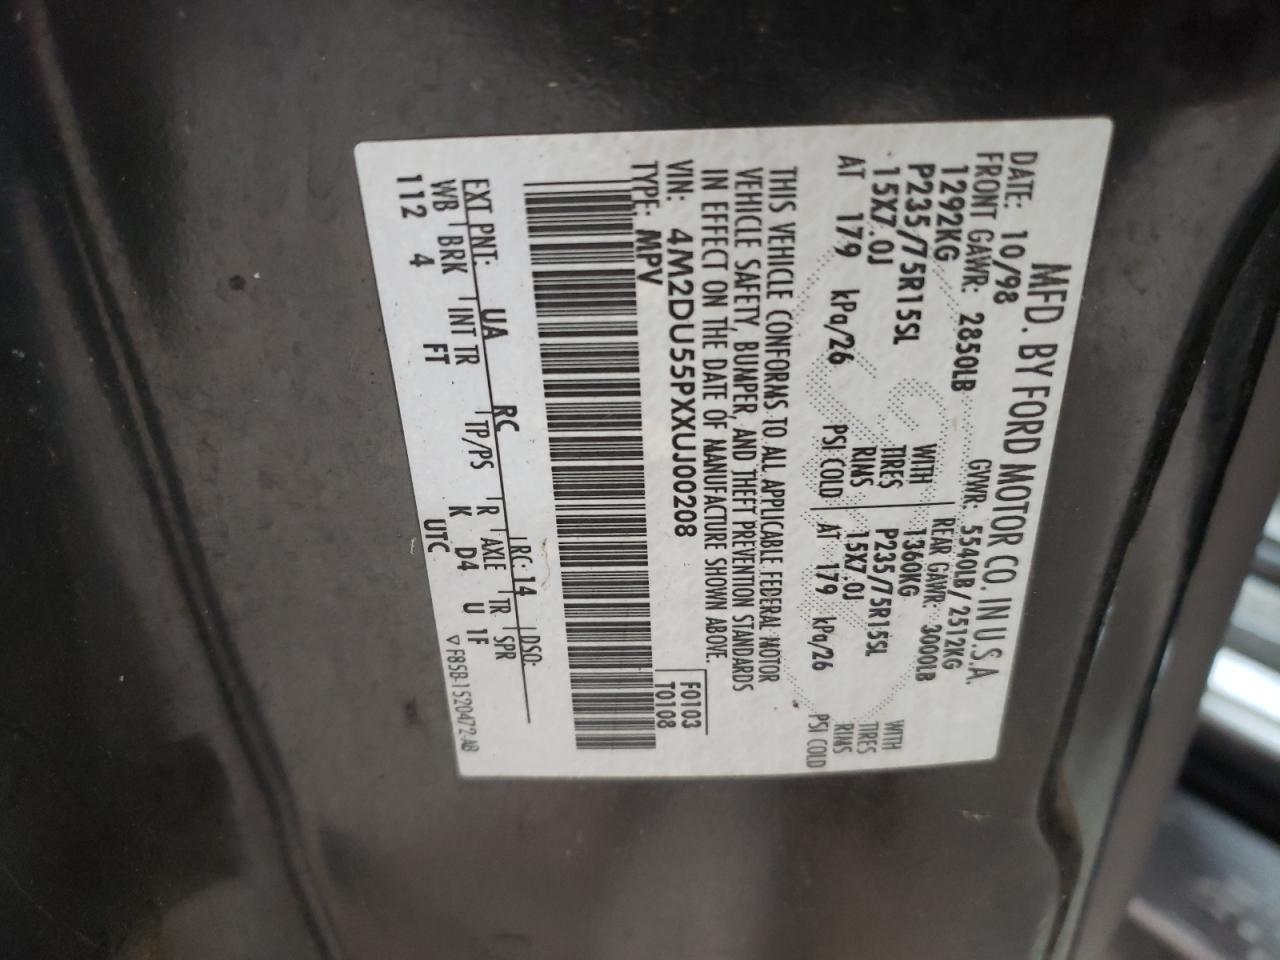 MFD. BY FORD MOTOR CO. IN U.S.A.
DATE: 10/98 GVWR: 5540LB/ 2512KG
FRONT GAWR: 2850LB REAR GAWR: 3000LB
1292KG WITH 1360KG WITH
P235/75R15SL TIRES P235/75R15SL TIRES
15X7.0J RIMS 15X7.0J RIMS
AT 179 kPa/26 PSI COLD AT 179 kPa/26 PSI COLD
THIS VEHICLE CONFORMS TO ALL APPLICABLE FEDERAL MOTOR
VEHICLE SAFETY, BUMPER, AND THEFT PREVENTION STANDARDS
IN EFFECT ON THE DATE OF MANUFACTURE SHOWN ABOVE.
VIN: 4M2DU55PXXUJ00208 F0103
TYPE: MPV T0108
EXT PNT: UA RC RC: 14 DSO:
WB BRK INT TR TP/PS R AXLE TR SPR
112 4 FT K D4 U 1F
UTC ▽F85B-1520472-AB